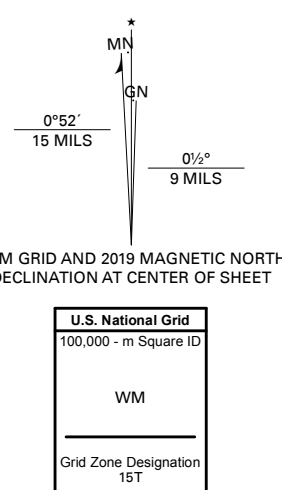 ★
MN
GN
0°52´
15 MILS
0½°
9 MILS
M GRID AND 2019 MAGNETIC NORTH
DECLINATION AT CENTER OF SHEET
U.S. National Grid
100,000 - m Square ID
WM
Grid Zone Designation
15T